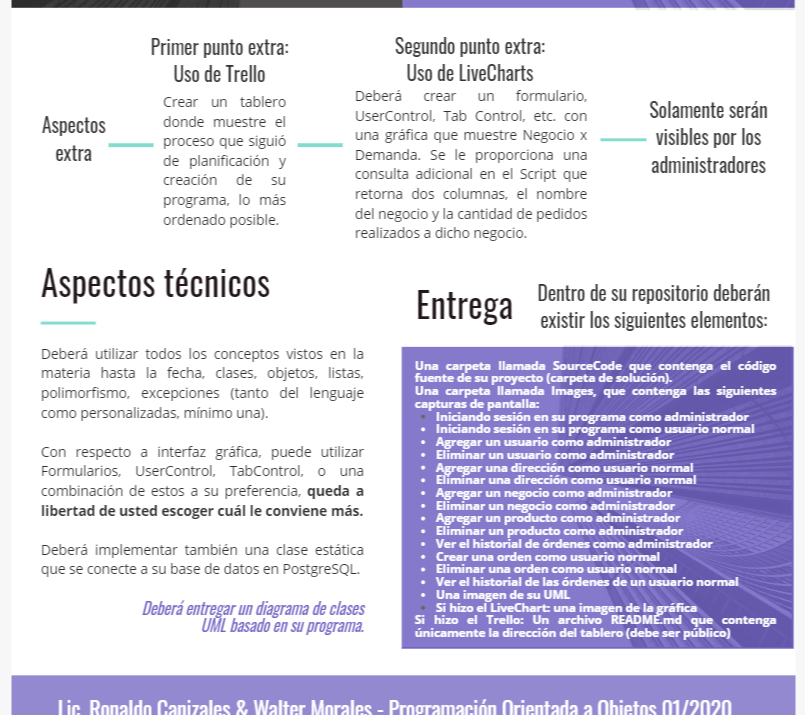 Aspectos
extra
Primer punto extra:
Uso de Trello
Crear un tablero
donde muestre el
proceso que siguió
de planificación y
creación de su
programa, lo más
ordenado posible.
Segundo punto extra:
Uso de LiveCharts
Deberá crear un formulario,
UserControl, Tab Control, etc. con
una gráfica que muestre Negocio x
Demanda. Se le proporciona una
consulta adicional en el Script que
retorna dos columnas, el nombre
del negocio y la cantidad de pedidos
realizados a dicho negocio.
Solamente serán
visibles por los
administradores
Aspectos técnicos
Deberá utilizar todos los conceptos vistos en la
materia hasta la fecha, clases, objetos, listas,
polimorfismo, excepciones (tanto del lenguaje
como personalizadas, mínimo una).
Con respecto a interfaz gráfica, puede utilizar
Formularios, UserControl, TabControl, o una
combinación de estos a su preferencia, queda a
libertad de usted escoger cuál le conviene más.
Deberá implementar también una clase estática
que se conecte a su base de datos en PostgreSQL.
Deberá entregar un diagrama de clases
UML basado en su programa.
Entrega
Dentro de su repositorio deberán
existir los siguientes elementos:
Una carpeta llamada SourceCode que contenga el código
fuente de su proyecto (carpeta de solución).
Una carpeta llamada Images, que contenga las siguientes
capturas de pantalla:
• Iniciando sesión en su programa como administrador
• Iniciando sesión en su programa como usuario normal
• Agregar un usuario como administrador
• Eliminar un usuario como administrador
• Agregar una dirección como usuario normal
• Eliminar una dirección como usuario normal
• Agregar un negocio como administrador
• Eliminar un negocio como administrador
• Agregar un producto como administrador
• Eliminar un producto como administrador
• Ver el historial de órdenes como administrador
• Crear una orden como usuario normal
• Eliminar una orden como usuario normal
• Ver el historial de las órdenes de un usuario normal
• Una imagen de su UML
• Si hizo el LiveChart: una imagen de la gráfica
Si hizo el Trello: Un archivo README.md que contenga
únicamente la dirección del tablero (debe ser público)
Lic. Ronaldo Canizales & Walter Morales - Programación Orientada a Objetos 01/2020